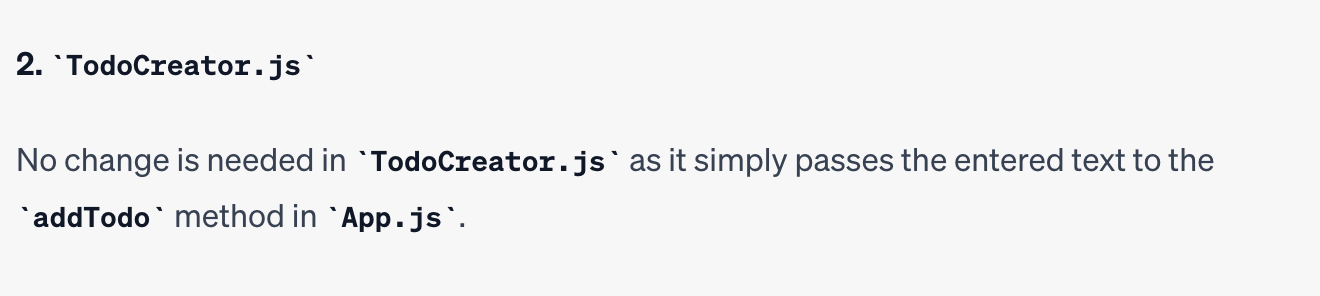 2. `TodoCreator.js`
No change is needed in `TodoCreator.js` as it simply passes the entered text to the
`addTodo` method in `App.js`.